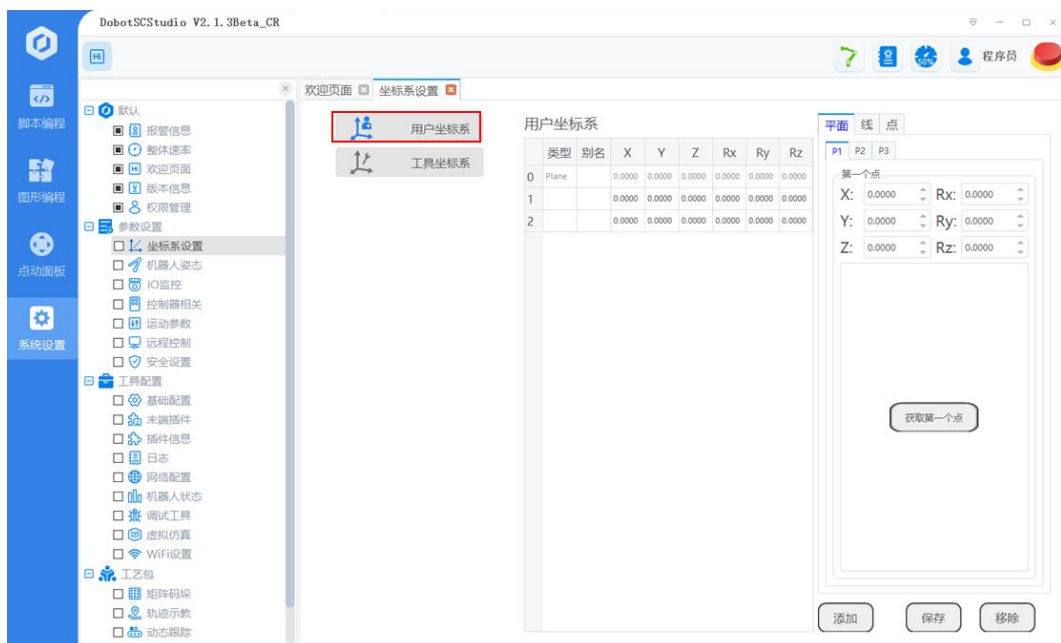 DobotSCStudio V2.1.3Beta_CR
Hi
50%
程序员
脚本编程
图形编程
点动面板
系统设置
默认
报警信息
整体速率
欢迎页面
版本信息
权限管理
参数设置
坐标系设置
机器人姿态
IO监控
控制器相关
运动参数
远程控制
安全设置
工具配置
基础配置
末端插件
插件信息
日志
网络配置
机器人状态
调试工具
虚拟仿真
WiFi设置
工艺包
矩阵码垛
轨迹示教
动态跟踪
欢迎页面 坐标系设置
用户坐标系
工具坐标系
用户坐标系
类型 别名 X Y Z Rx Ry Rz
0 Plane 0.0000 0.0000 0.0000 0.0000 0.0000 0.0000
1 0.0000 0.0000 0.0000 0.0000 0.0000 0.0000
2 0.0000 0.0000 0.0000 0.0000 0.0000 0.0000
平面 线 点
P1 P2 P3
第一个点
X: 0.0000 Rx: 0.0000
Y: 0.0000 Ry: 0.0000
Z: 0.0000 Rz: 0.0000
获取第一个点
添加 保存 移除